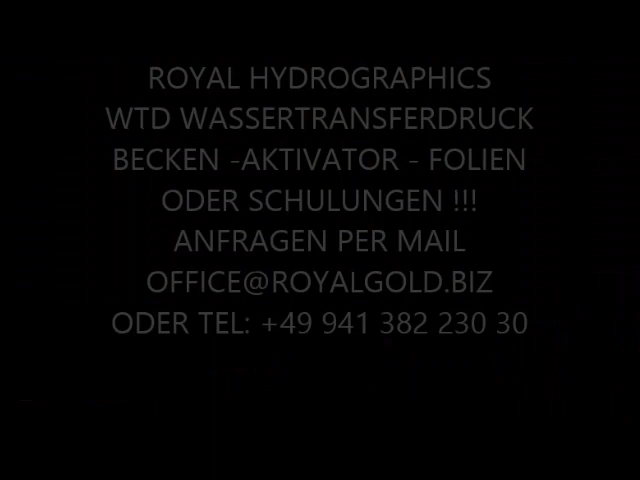 ROYAL HYDROGRAPHICS
WTD WASSERTRANSFERDRUCK
BECKEN -AKTIVATOR - FOLIEN
ODER SCHULUNGEN !!!
ANFRAGEN PER MAIL
OFFICE@ROYALGOLD.BIZ
ODER TEL: +49 941 382 230 30